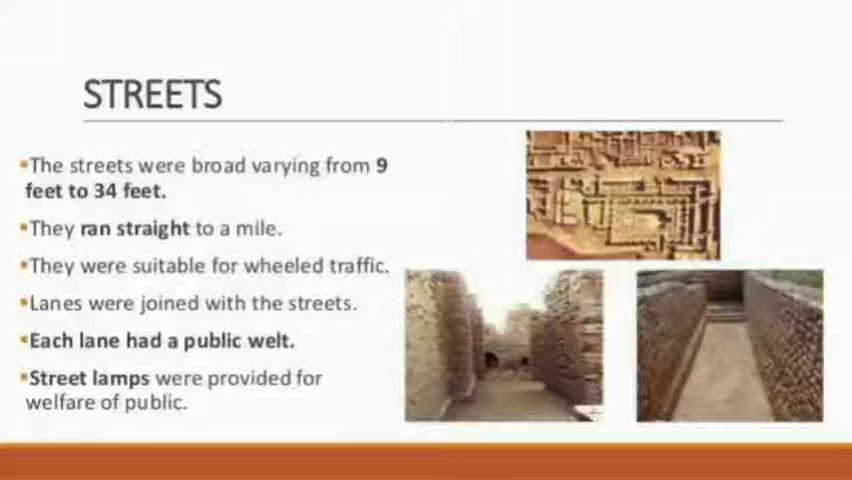 STREETS
▪The streets were broad varying from 9
feet to 34 feet.
▪They ran straight to a mile.
▪They were suitable for wheeled traffic.
▪Lanes were joined with the streets.
▪Each lane had a public welt.
▪Street lamps were provided for
welfare of public.